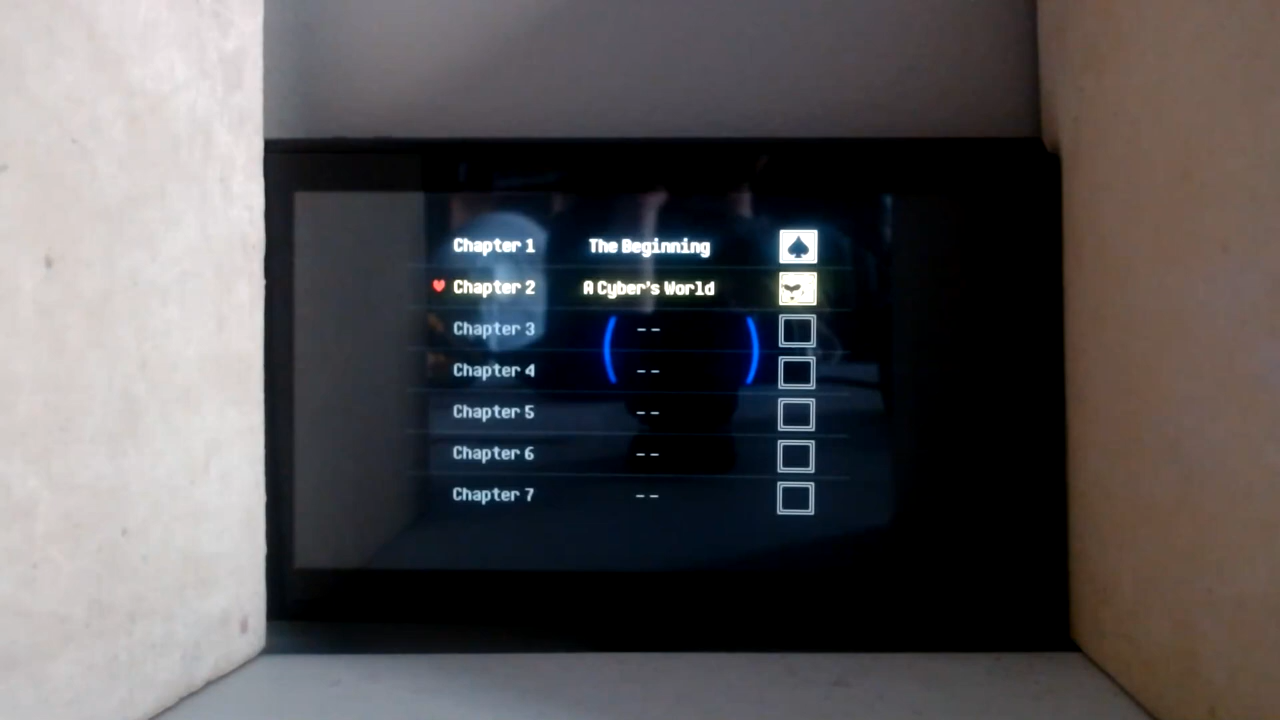 Chapter 1 The Beginning
Chapter 2 A Cyber's World
Chapter 3 --
Chapter 4 --
Chapter 5 --
Chapter 6 --
Chapter 7 --